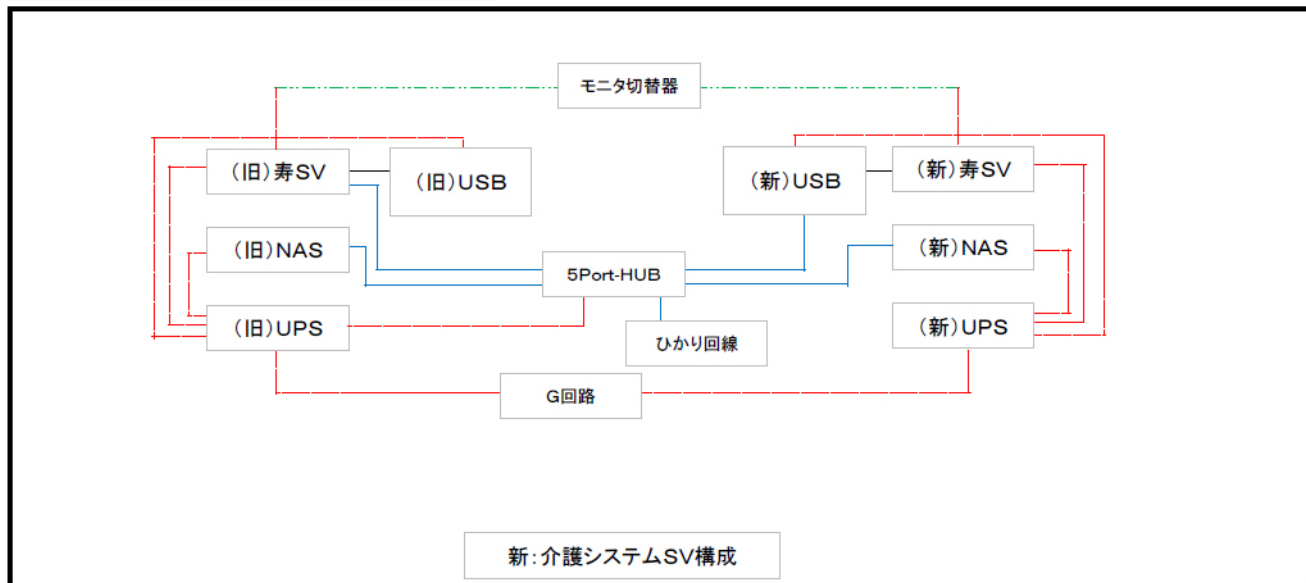 モニタ切替器
(旧)寿SV
(旧)USB
(新)USB
(新)寿SV
(旧)NAS
(新)NAS
5Port-HUB
(旧)UPS
(新)UPS
ひかり回線
G回路
新:介護システムSV構成